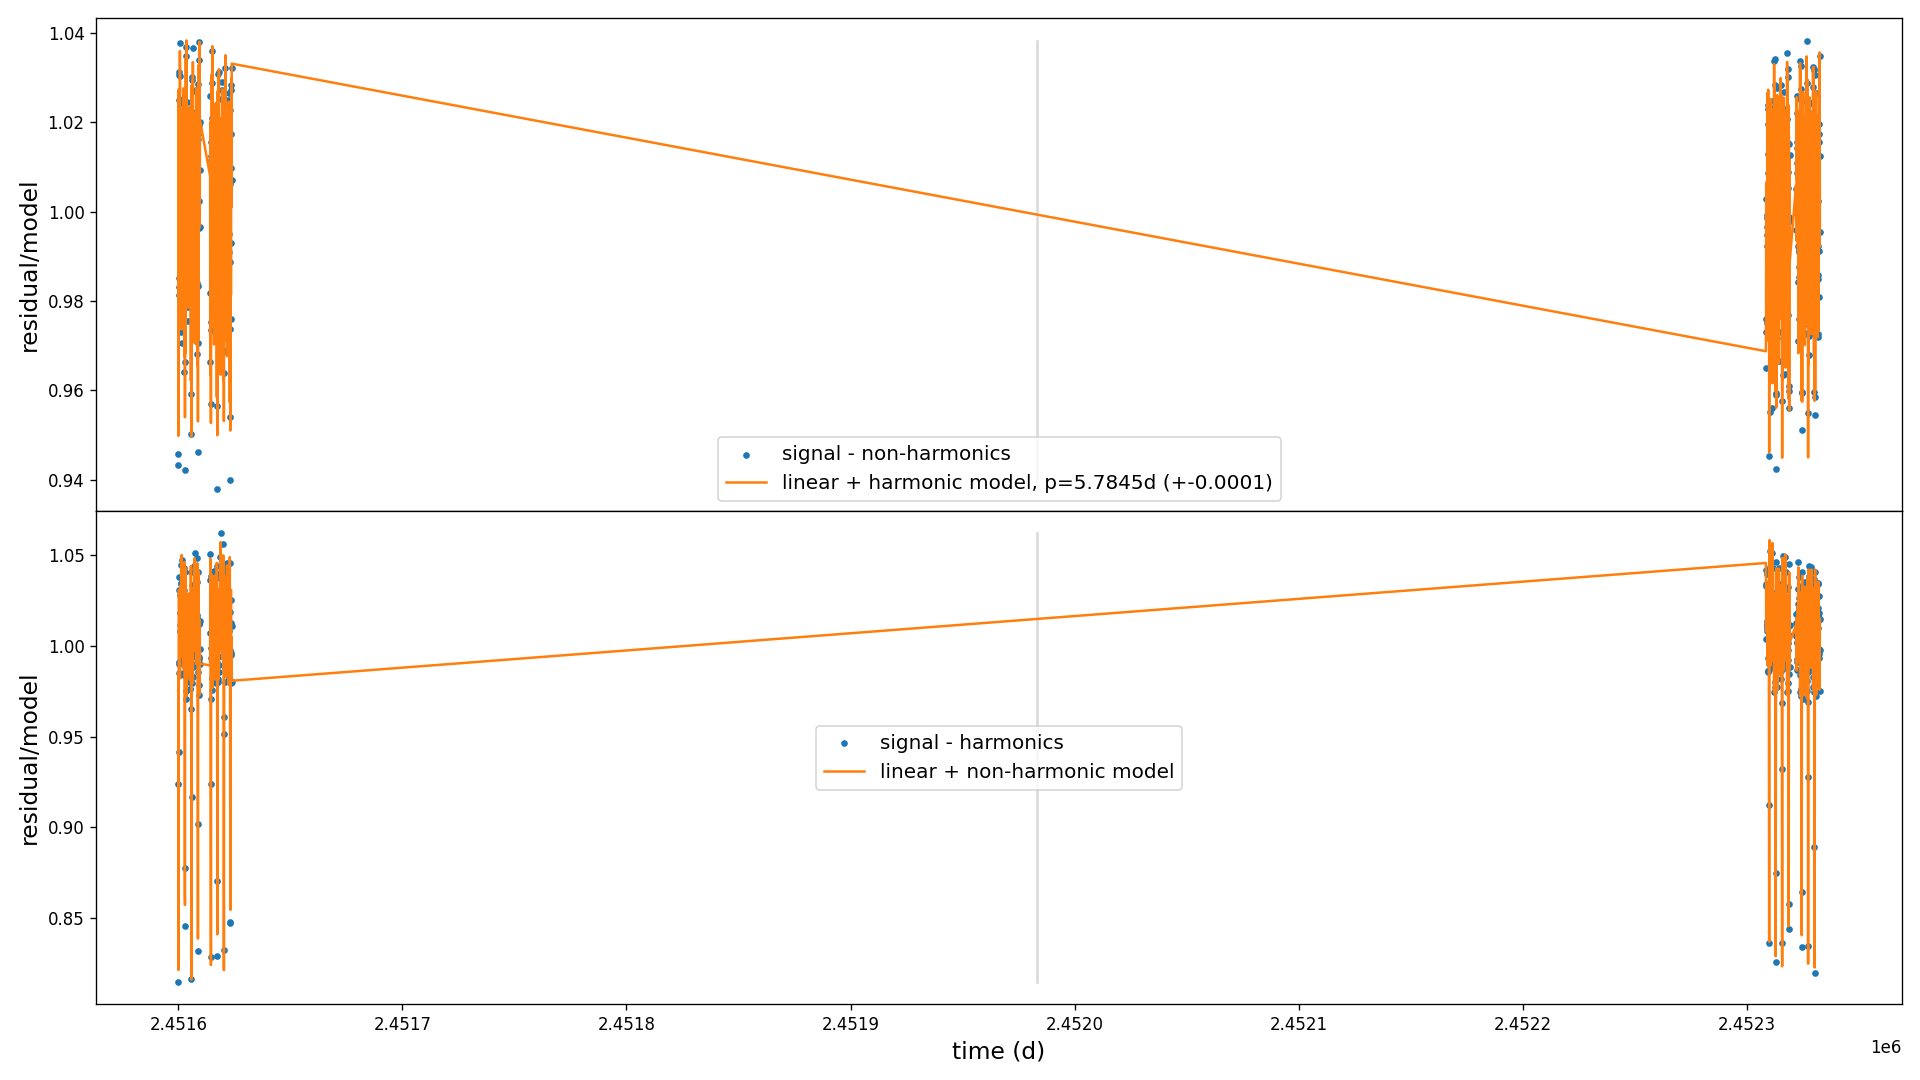 1.04
1.02
1.00
0.98
0.96
0.94
residual/model
signal - non-harmonics
linear + harmonic model, p=5.7845d (+-0.0001)
1.05
1.00
0.95
0.90
0.85
residual/model
signal - harmonics
linear + non-harmonic model
2.4516 2.4517 2.4518 2.4519 2.4520 2.4521 2.4522 2.4523
1e6
time (d)